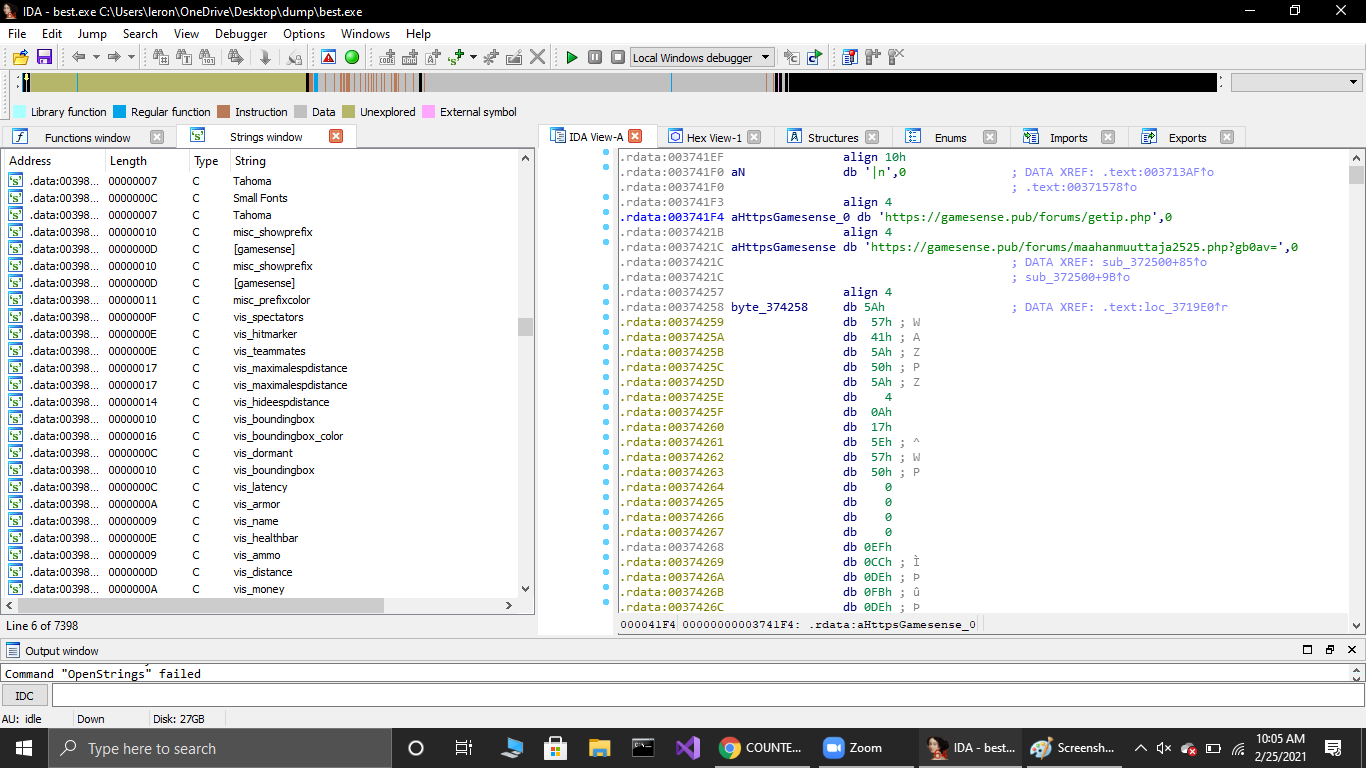 IDA - best.exe C:\Users\leron\OneDrive\Desktop\dump\best.exe
File Edit Jump Search View Debugger Options Windows Help
Local Windows debugger
Library function Regular function Instruction Data Unexplored External symbol
Functions window Strings window
Address Length Type String
.data:00398... 00000007 C Tahoma
.data:00398... 0000000C C Small Fonts
.data:00398... 00000007 C Tahoma
.data:00398... 00000010 C misc_showprefix
.data:00398... 0000000D C [gamesense]
.data:00398... 00000010 C misc_showprefix
.data:00398... 0000000D C [gamesense]
.data:00398... 00000011 C misc_prefixcolor
.data:00398... 0000000F C vis_spectators
.data:00398... 0000000E C vis_hitmarker
.data:00398... 0000000E C vis_teammates
.data:00398... 00000017 C vis_maximalespdistance
.data:00398... 00000017 C vis_maximalespdistance
.data:00398... 00000014 C vis_hideespdistance
.data:00398... 00000010 C vis_boundingbox
.data:00398... 00000016 C vis_boundingbox_color
.data:00398... 0000000C C vis_dormant
.data:00398... 00000010 C vis_boundingbox
.data:00398... 0000000C C vis_latency
.data:00398... 0000000A C vis_armor
.data:00398... 00000009 C vis_name
.data:00398... 0000000E C vis_healthbar
.data:00398... 00000009 C vis_ammo
.data:00398... 0000000D C vis_distance
.data:00398... 0000000A C vis_money
Line 6 of 7398
IDA View-A Hex View-1 Structures Enums Imports Exports
.rdata:003741EF align 10h
.rdata:003741F0 aN db '|n',0 ; DATA XREF: .text:003713AF↑o
.rdata:003741F0 ; .text:00371578↑o
.rdata:003741F3 align 4
.rdata:003741F4 aHttpsGamesense_0 db 'https://gamesense.pub/forums/getip.php',0
.rdata:0037421B align 4
.rdata:0037421C aHttpsGamesense db 'https://gamesense.pub/forums/maahanmuuttaja2525.php?gb0av=',0
.rdata:0037421C ; DATA XREF: sub_372500+85↑o
.rdata:0037421C ; sub_372500+9B↑o
.rdata:00374257 align 4
.rdata:00374258 byte_374258 db 5Ah ; DATA XREF: .text:loc_3719E0↑r
.rdata:00374259 db 57h ; W
.rdata:0037425A db 41h ; A
.rdata:0037425B db 5Ah ; Z
.rdata:0037425C db 50h ; P
.rdata:0037425D db 5Ah ; Z
.rdata:0037425E db 4
.rdata:0037425F db 0Ah
.rdata:00374260 db 17h
.rdata:00374261 db 5Eh ; ^
.rdata:00374262 db 57h ; W
.rdata:00374263 db 50h ; P
.rdata:00374264 db 0
.rdata:00374265 db 0
.rdata:00374266 db 0
.rdata:00374267 db 0
.rdata:00374268 db 0EFh
.rdata:00374269 db 0CCh ; Ì
.rdata:0037426A db 0DEh ; Þ
.rdata:0037426B db 0FBh ; û
.rdata:0037426C db 0DEh ; Þ
000041F4 00000000003741F4: .rdata:aHttpsGamesense_0
Output window
Command "OpenStrings" failed
IDC
AU: idle Down Disk: 27GB
Type here to search
COUNTE... Zoom IDA - best... Screensh...
10:05 AM
2/25/2021